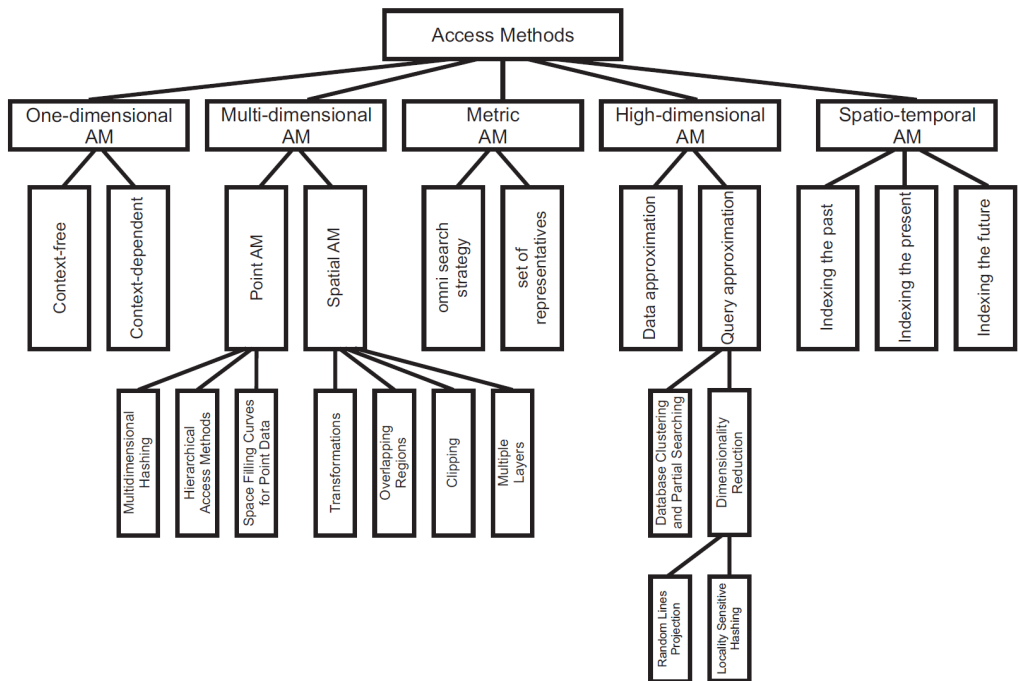 Access Methods
One-dimensional
AM
Multi-dimensional
AM
Metric
AM
High-dimensional
AM
Spatio-temporal
AM
Context-free
Context-dependent
Point AM
Spatial AM
omni search
strategy
set of
representatives
Data approximation
Query approximation
Indexing the past
Indexing the present
Indexing the future
Multidimensional
Hashing
Hierarchical
Access Methods
Space Filling Curves
for Point Data
Transformations
Overlapping
Regions
Clipping
Multiple
Layers
Database Clustering
and Partial Searching
Dimensionality
Reduction
Random Lines
Projection
Locality Sensitive
Hashing